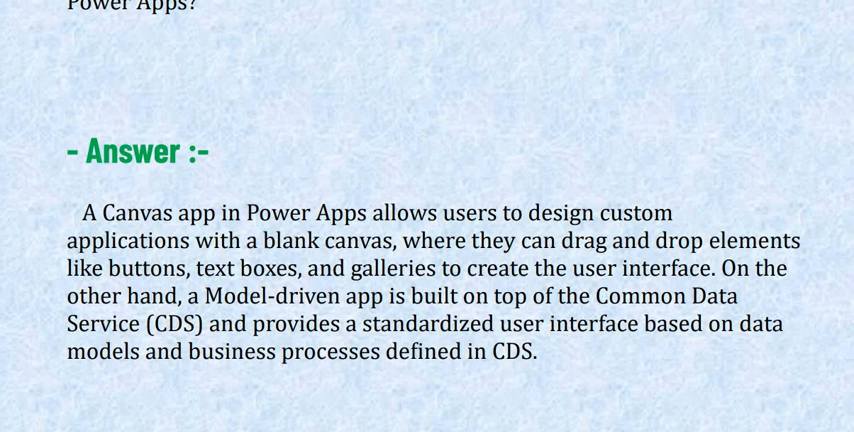 Power Apps?
- Answer :-
A Canvas app in Power Apps allows users to design custom
applications with a blank canvas, where they can drag and drop elements
like buttons, text boxes, and galleries to create the user interface. On the
other hand, a Model-driven app is built on top of the Common Data
Service (CDS) and provides a standardized user interface based on data
models and business processes defined in CDS.